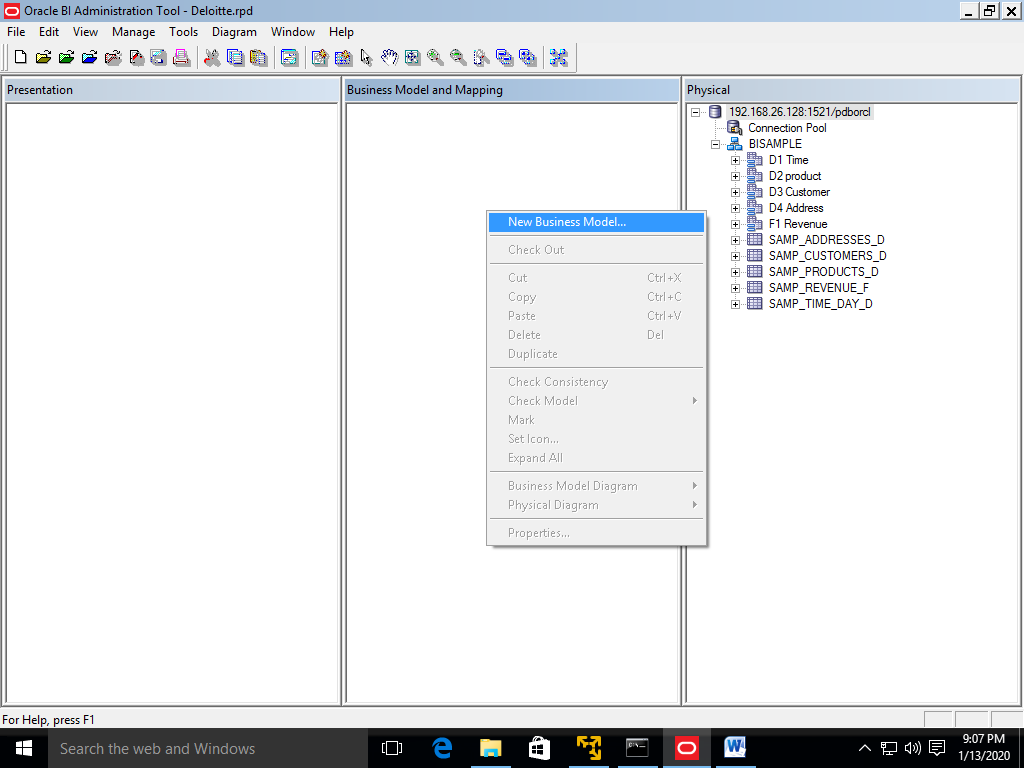 Oracle BI Administration Tool - Deloitte.rpd
File Edit View Manage Tools Diagram Window Help
Presentation
Business Model and Mapping
Physical
192.168.26.128:1521/pdborcl
Connection Pool
BISAMPLE
D1 Time
D2 product
D3 Customer
D4 Address
F1 Revenue
SAMP_ADDRESSES_D
SAMP_CUSTOMERS_D
SAMP_PRODUCTS_D
SAMP_REVENUE_F
SAMP_TIME_DAY_D
New Business Model...
Check Out
Cut Ctrl+X
Copy Ctrl+C
Paste Ctrl+V
Delete Del
Duplicate
Check Consistency
Check Model
Mark
Set Icon...
Expand All
Business Model Diagram
Physical Diagram
Properties...
For Help, press F1
Search the web and Windows
9:07 PM
1/13/2020